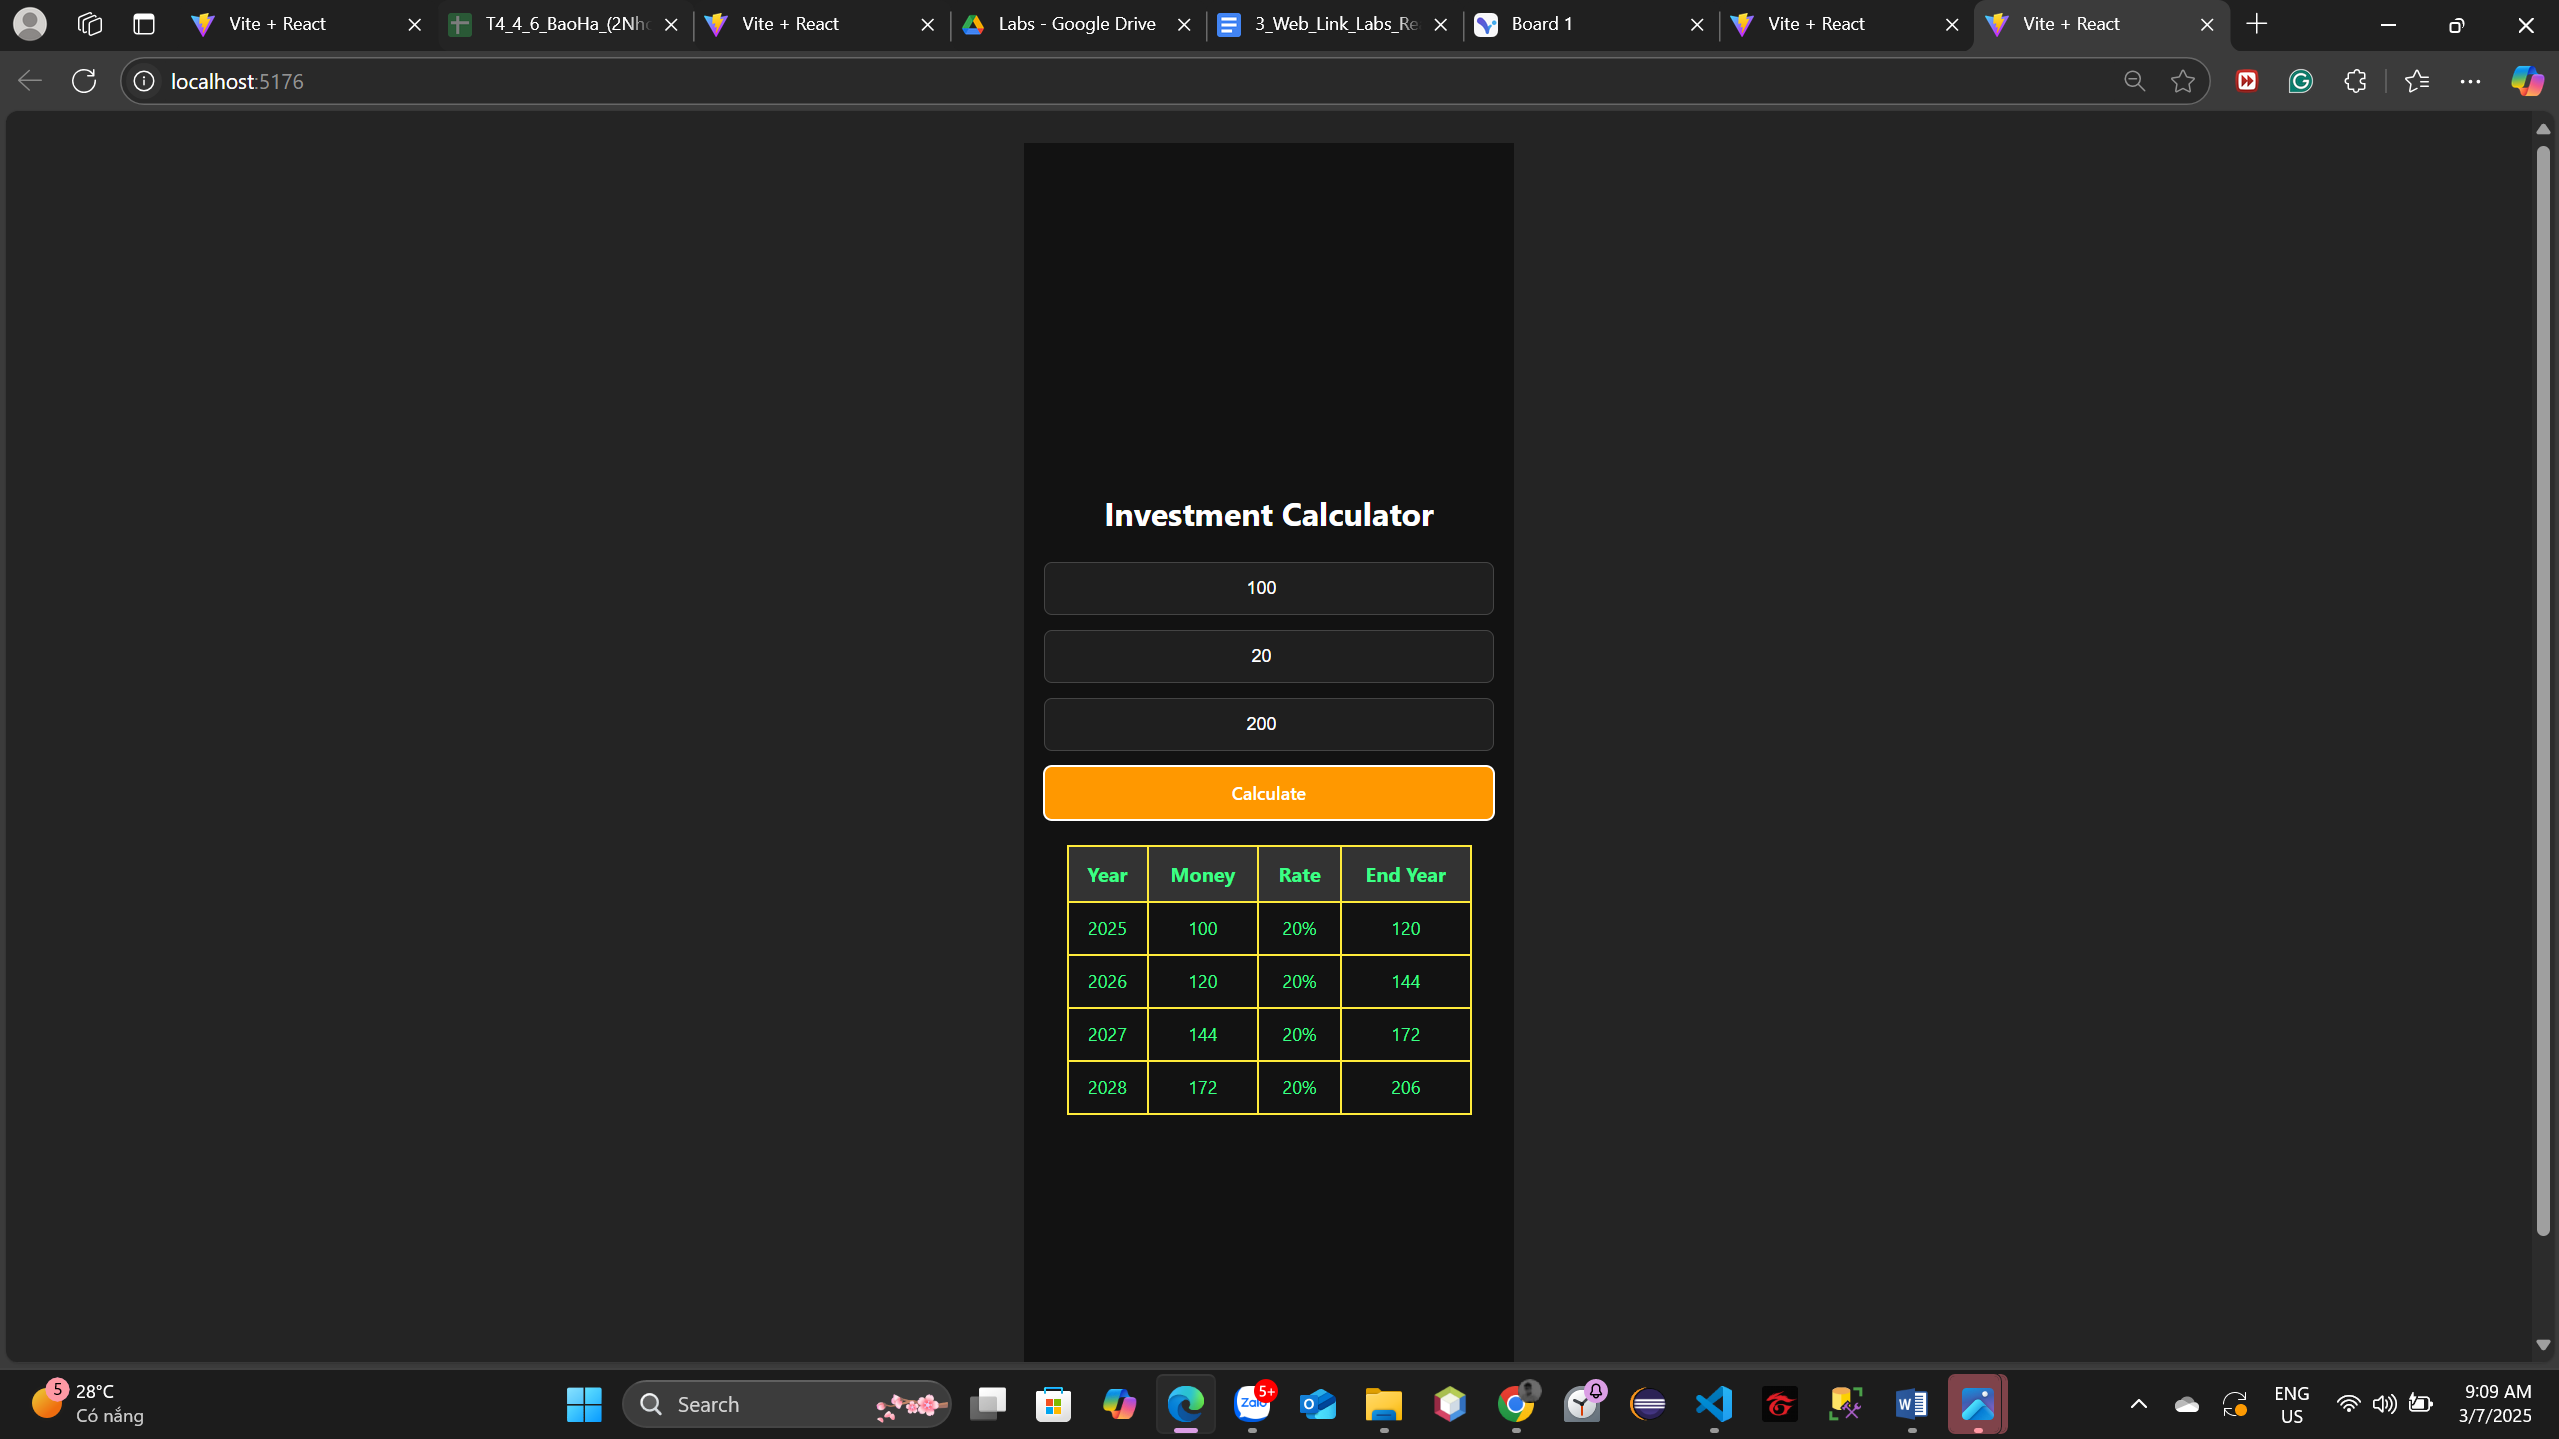 Vite + React
T4_4_6_BaoHa_(2Nh
Vite + React
Labs - Google Drive
3_Web_Link_Labs_Re
Board 1
Vite + React
Vite + React
localhost:5176
Investment Calculator
100
20
200
Calculate
Year Money Rate End Year
2025 100 20% 120
2026 120 20% 144
2027 144 20% 172
2028 172 20% 206
5
28°C
Có nắng
Search
Zalo
5+
ENG
US
9:09 AM
3/7/2025